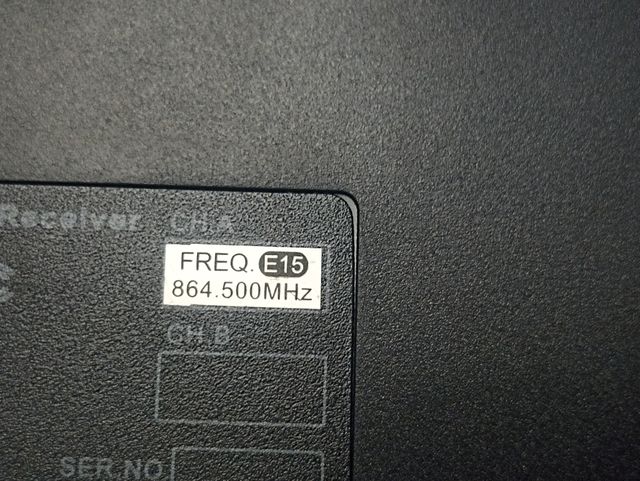 Receiver CH.A
FREQ. E15
864.500MHz
CH.B
SER.NO